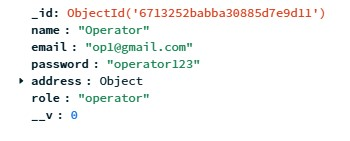 _id: ObjectId('6713252babba30885d7e9d11')
name : "Operator"
email : "op1@gmail.com"
password : "operator123"
address : Object
role : "operator"
__v : 0